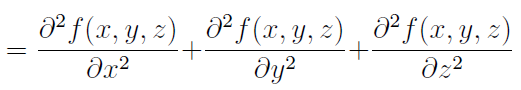 = ∂²f(x, y, z)/∂x² + ∂²f(x, y, z)/∂y² + ∂²f(x, y, z)/∂z²